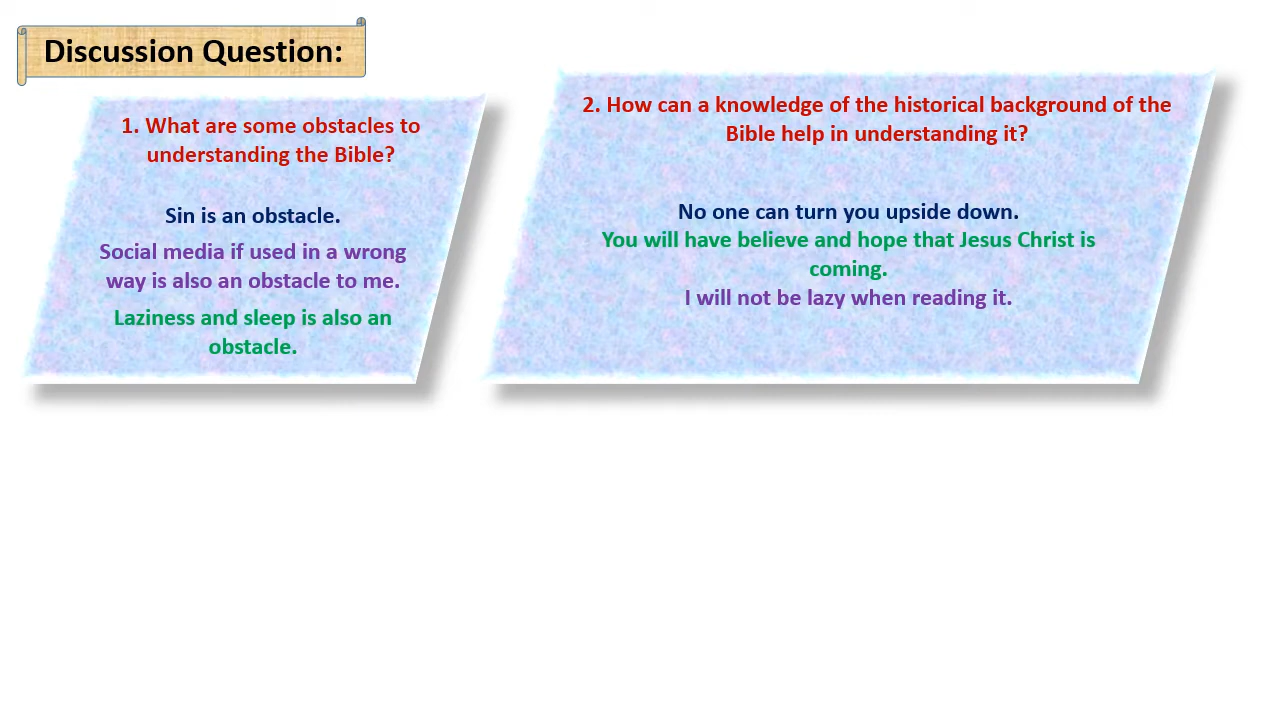 Discussion Question:
1. What are some obstacles to
understanding the Bible?
Sin is an obstacle.
Social media if used in a wrong
way is also an obstacle to me.
Laziness and sleep is also an
obstacle.
2. How can a knowledge of the historical background of the
Bible help in understanding it?
No one can turn you upside down.
You will have believe and hope that Jesus Christ is
coming.
I will not be lazy when reading it.